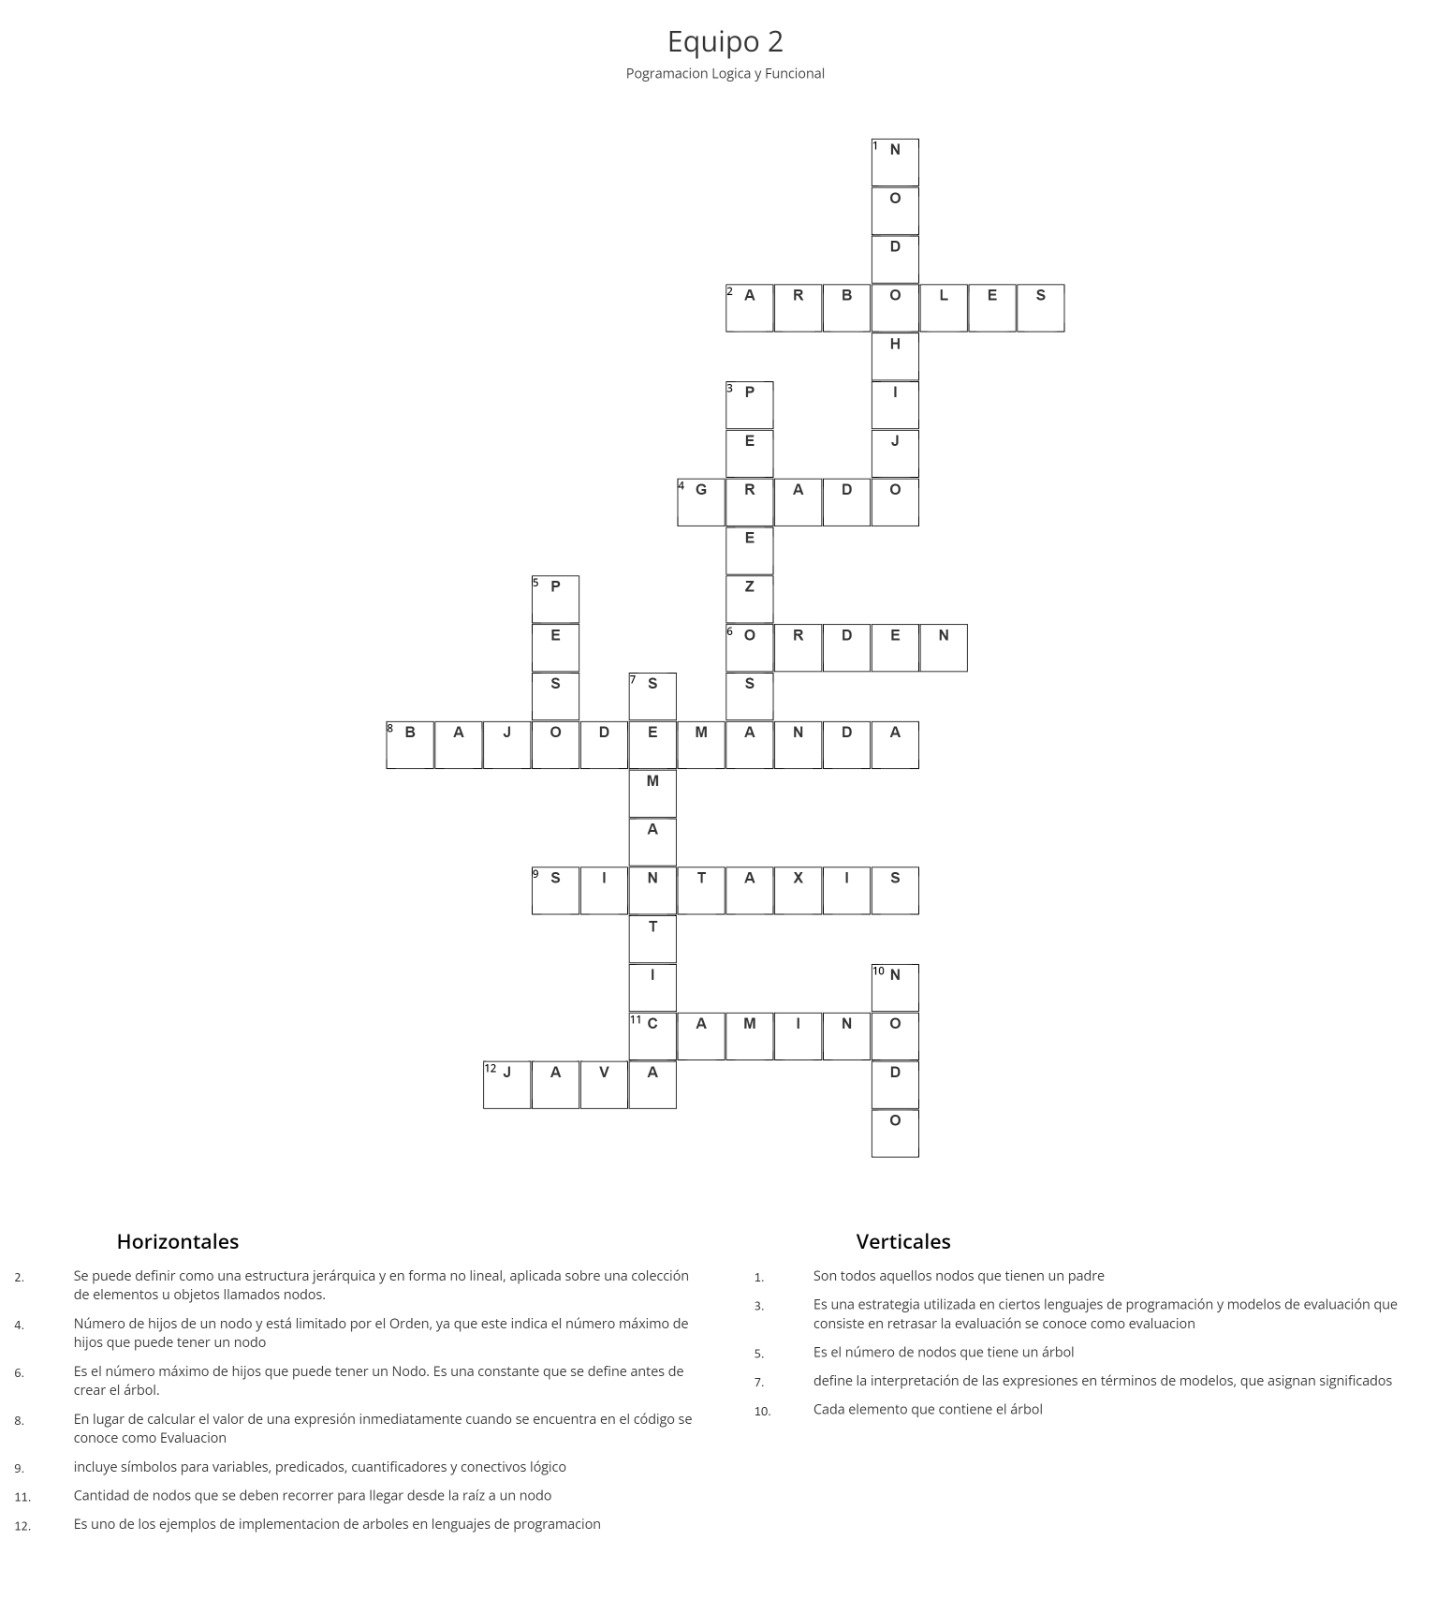 Equipo 2
Pogramacion Logica y Funcional
1 N
O
D
2 A R B O L E S
H
3 P I
E J
4 G R A D O
E
5 P Z
E 6 O R D E N
S 7 S S
8 B A J O D E M A N D A
M
A
9 S I N T A X I S
T
I 10 N
11 C A M I N O
12 J A V A D
O
Horizontales
2. Se puede definir como una estructura jerárquica y en forma no lineal, aplicada sobre una colección
de elementos u objetos llamados nodos.
4. Número de hijos de un nodo y está limitado por el Orden, ya que este indica el número máximo de
hijos que puede tener un nodo
6. Es el número máximo de hijos que puede tener un Nodo. Es una constante que se define antes de
crear el árbol.
8. En lugar de calcular el valor de una expresión inmediatamente cuando se encuentra en el código se
conoce como Evaluacion
9. incluye símbolos para variables, predicados, cuantificadores y conectivos lógico
11. Cantidad de nodos que se deben recorrer para llegar desde la raíz a un nodo
12. Es uno de los ejemplos de implementacion de arboles en lenguajes de programacion
Verticales
1. Son todos aquellos nodos que tienen un padre
3. Es una estrategia utilizada en ciertos lenguajes de programación y modelos de evaluación que
consiste en retrasar la evaluación se conoce como evaluacion
5. Es el número de nodos que tiene un árbol
7. define la interpretación de las expresiones en términos de modelos, que asignan significados
10. Cada elemento que contiene el árbol